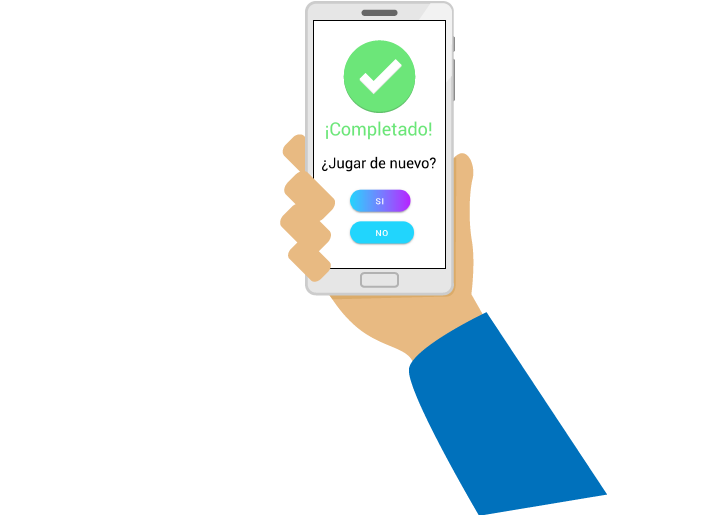 ¡Completado!
¿Jugar de nuevo?
SI
NO